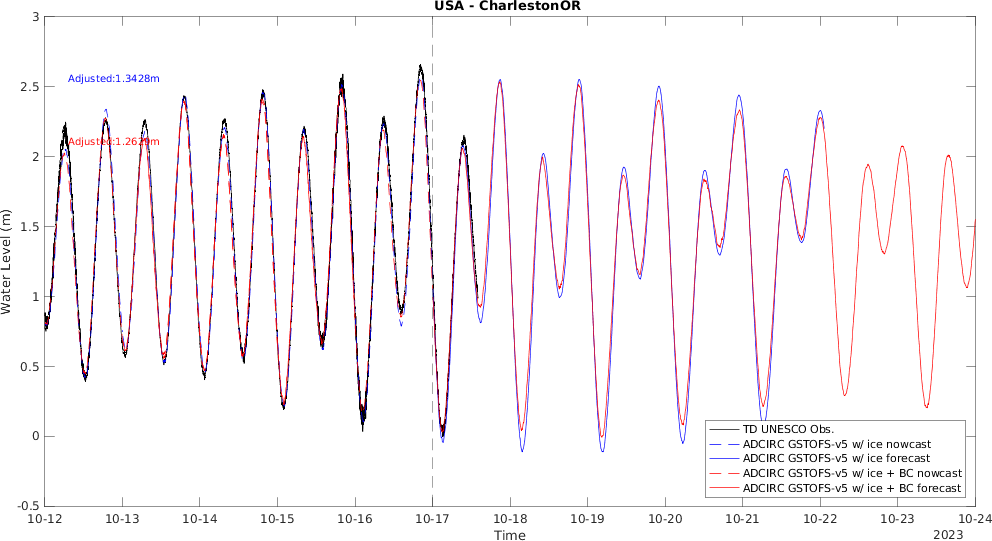 USA - CharlestonOR
Adjusted:1.3428m
Adjusted:1.2629m
Water Level (m)
3
2.5
2
1.5
1
0.5
0
-0.5
10-12 10-13 10-14 10-15 10-16 10-17 10-18 10-19 10-20 10-21 10-22 10-23 10-24
Time
2023
TD UNESCO Obs.
ADCIRC GSTOFS-v5 w/ ice nowcast
ADCIRC GSTOFS-v5 w/ ice forecast
ADCIRC GSTOFS-v5 w/ ice + BC nowcast
ADCIRC GSTOFS-v5 w/ ice + BC forecast